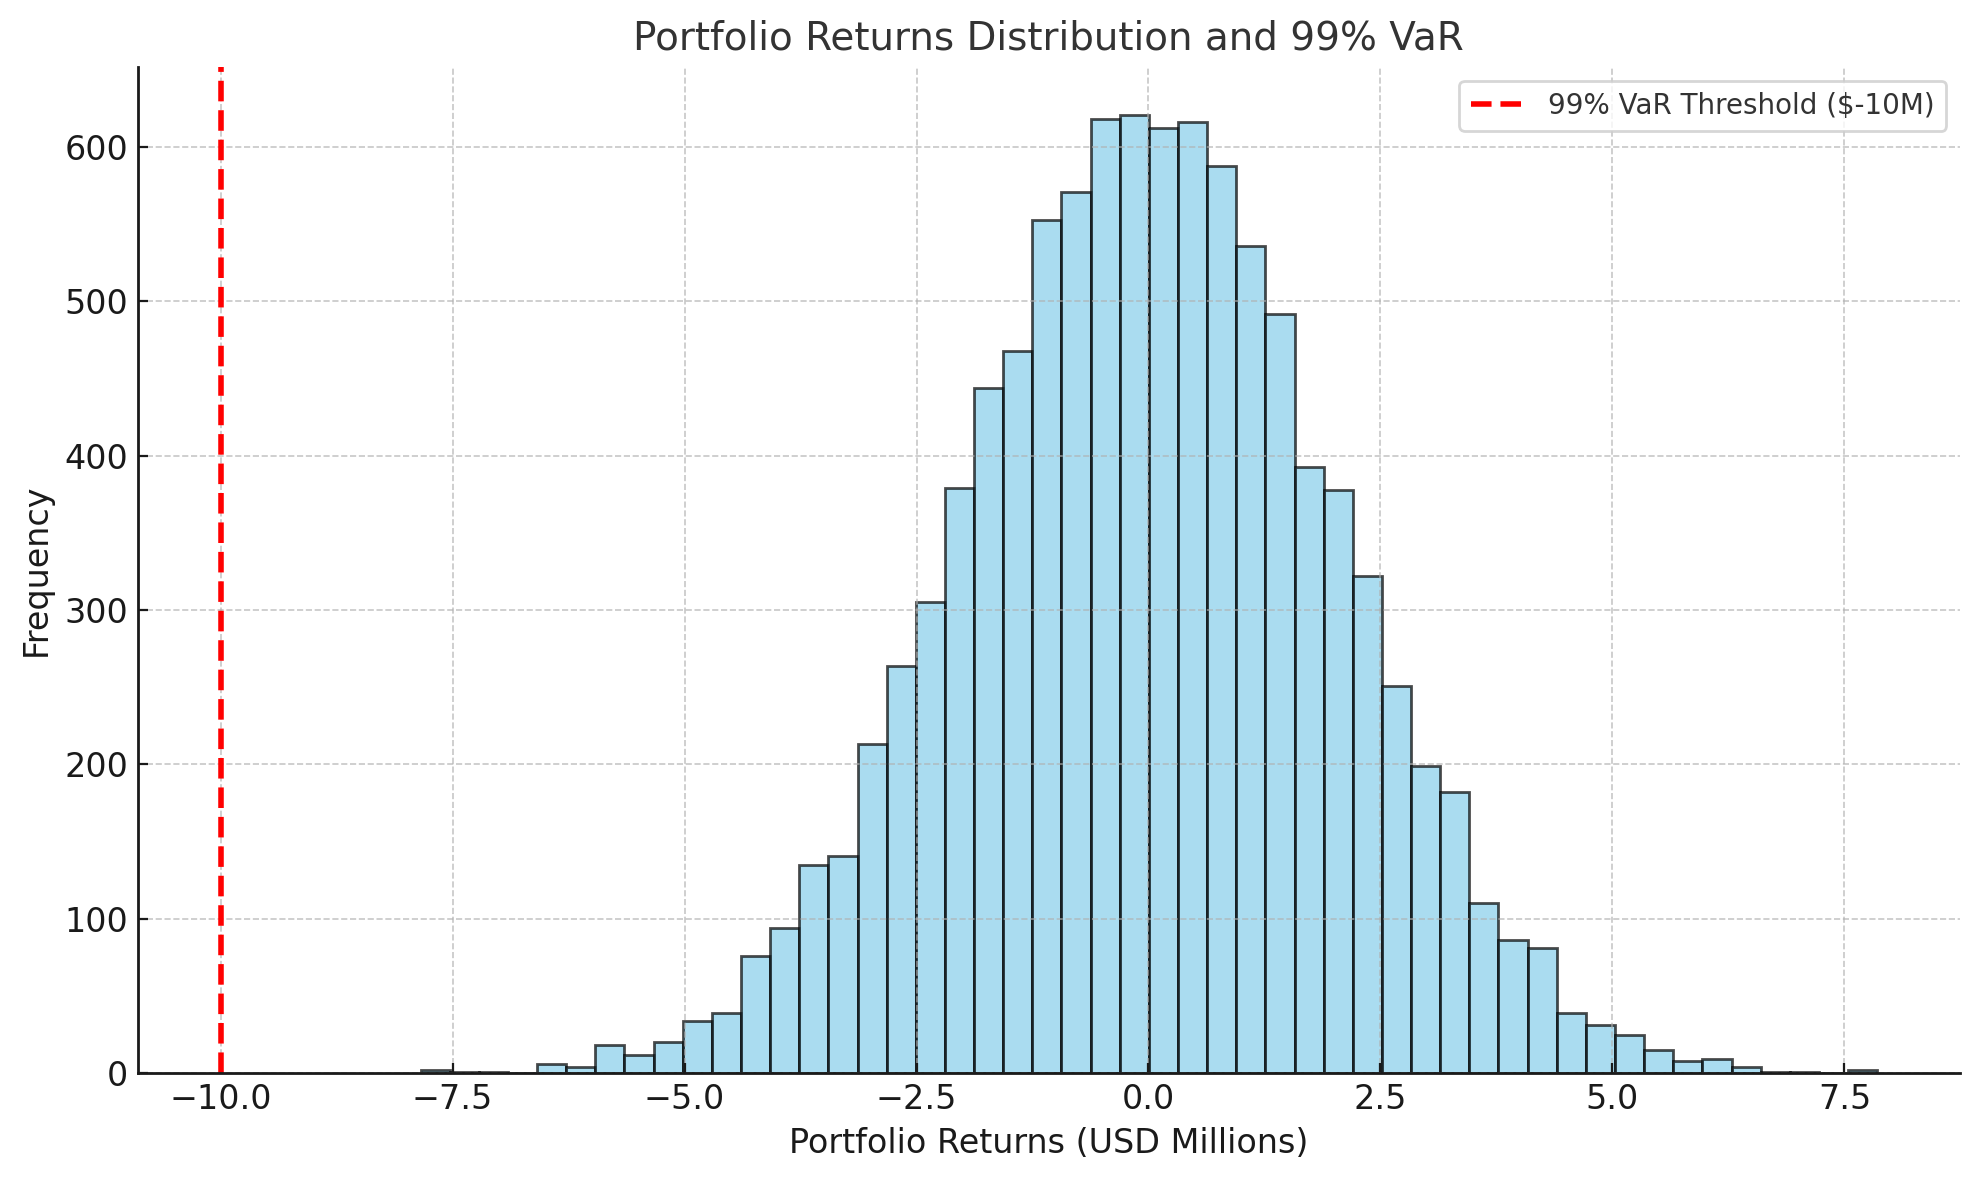 Portfolio Returns Distribution and 99% VaR
99% VaR Threshold ($-10M)
Frequency
600
500
400
300
200
100
0
−10.0 −7.5 −5.0 −2.5 0.0 2.5 5.0 7.5
Portfolio Returns (USD Millions)